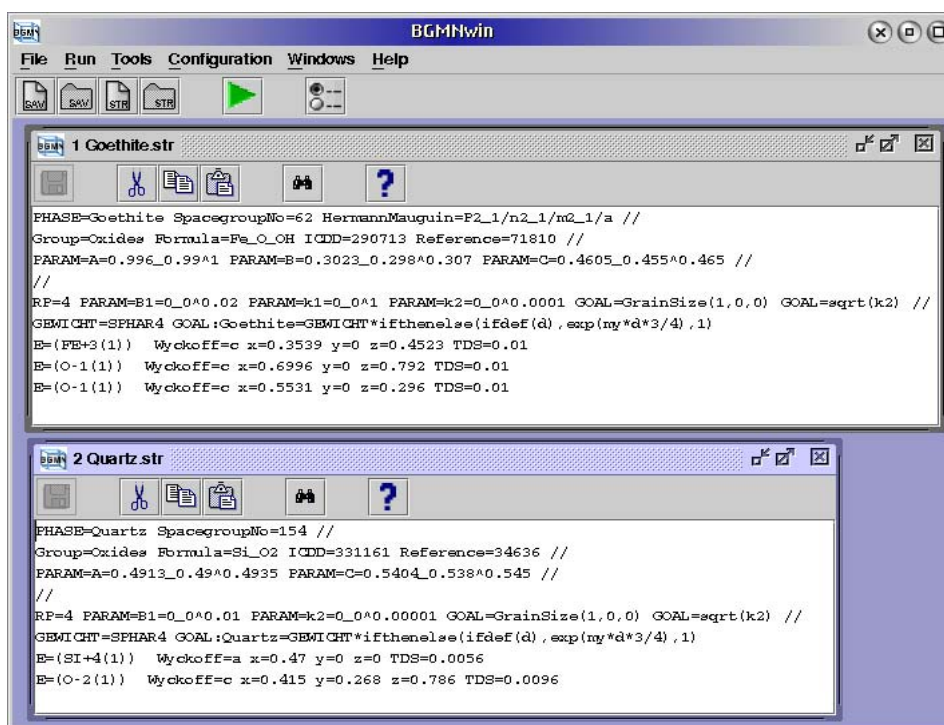 BGMN BGMNwin
File Run Tools Configuration Windows Help
SAV SAV STR STR
BGMN 1 Goethite.str
?
PHASE=Goethite SpacegroupNo=62 HermannMauguin=P2_1/n2_1/m2_1/a //
Group=Oxides Formula=Fe_O_OH ICDD=290713 Reference=71810 //
PARAM=A=0.996_0.99^1 PARAM=B=0.3023_0.298^0.307 PARAM=C=0.4605_0.455^0.465 //
//
RP=4 PARAM=B1=0_0^0.02 PARAM=k1=0_0^1 PARAM=k2=0_0^0.0001 GOAL=GrainSize(1,0,0) GOAL=sqrt(k2) //
GEWICHT=SPHAR4 GOAL:Goethite=GEWICHT*ifthenelse(ifdef(d),exp(my*d*3/4),1)
E=(FE+3(1)) Wyckoff=c x=0.3539 y=0 z=0.4523 TDS=0.01
E=(O-1(1)) Wyckoff=c x=0.6996 y=0 z=0.792 TDS=0.01
E=(O-1(1)) Wyckoff=c x=0.5531 y=0 z=0.296 TDS=0.01
BGMN 2 Quartz.str
?
PHASE=Quartz SpacegroupNo=154 //
Group=Oxides Formula=Si_O2 ICDD=331161 Reference=34636 //
PARAM=A=0.4913_0.49^0.4935 PARAM=C=0.5404_0.538^0.545 //
//
RP=4 PARAM=B1=0_0^0.01 PARAM=k2=0_0^0.00001 GOAL=GrainSize(1,0,0) GOAL=sqrt(k2) //
GEWICHT=SPHAR4 GOAL:Quartz=GEWICHT*ifthenelse(ifdef(d),exp(my*d*3/4),1)
E=(SI+4(1)) Wyckoff=a x=0.47 y=0 z=0 TDS=0.0056
E=(O-2(1)) Wyckoff=c x=0.415 y=0.268 z=0.786 TDS=0.0096